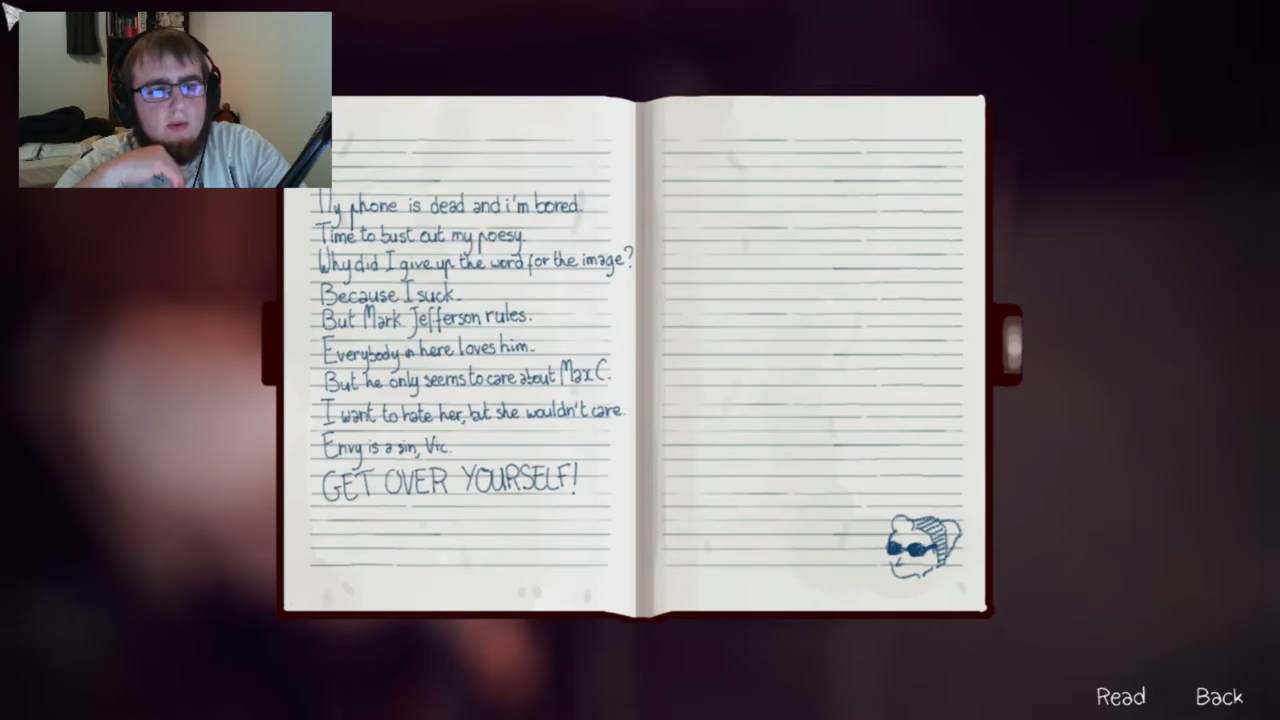 My phone is dead and i'm bored.
Time to bust out my poesy.
Why did I give up the word for the image?
Because I suck.
But Mark Jefferson rules.
Everybody in here loves him.
But he only seems to care about Max C.
I want to hate her, but she wouldn't care.
Envy is a sin, Vic.
GET OVER YOURSELF!
Read Back